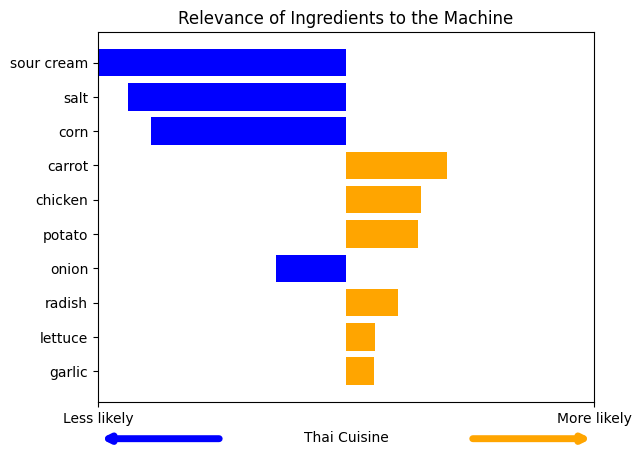 Relevance of Ingredients to the Machine
sour cream
salt
corn
carrot
chicken
potato
onion
radish
lettuce
garlic
Less likely
More likely
Thai Cuisine